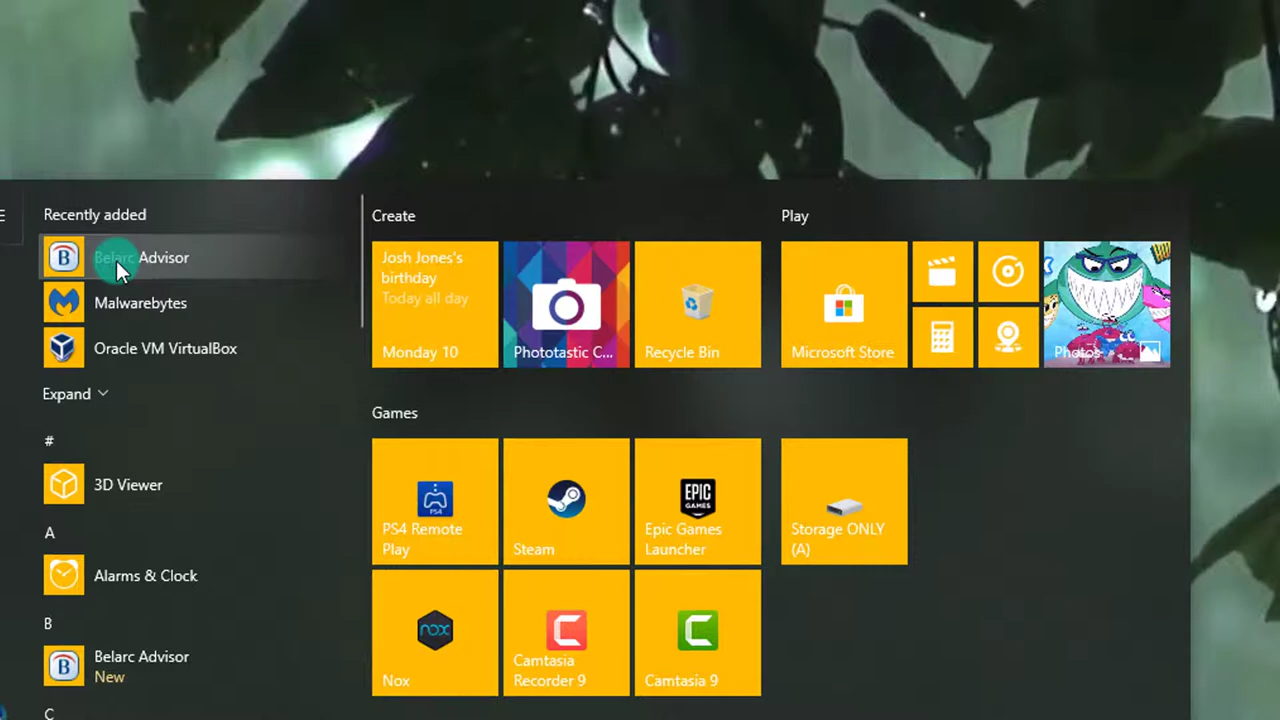 Recently added
Belarc Advisor
Malwarebytes
Oracle VM VirtualBox
Expand
#
3D Viewer
A
Alarms & Clock
B
Belarc Advisor
New
C
Create
Josh Jones's
birthday
Today all day
Monday 10
Phototastic C...
Recycle Bin
Play
Microsoft Store
Photos
Games
PS4
PS4 Remote
Play
Steam
EPIC
GAMES
Epic Games
Launcher
Storage ONLY
(A)
nox
Nox
Camtasia
Recorder 9
Camtasia 9